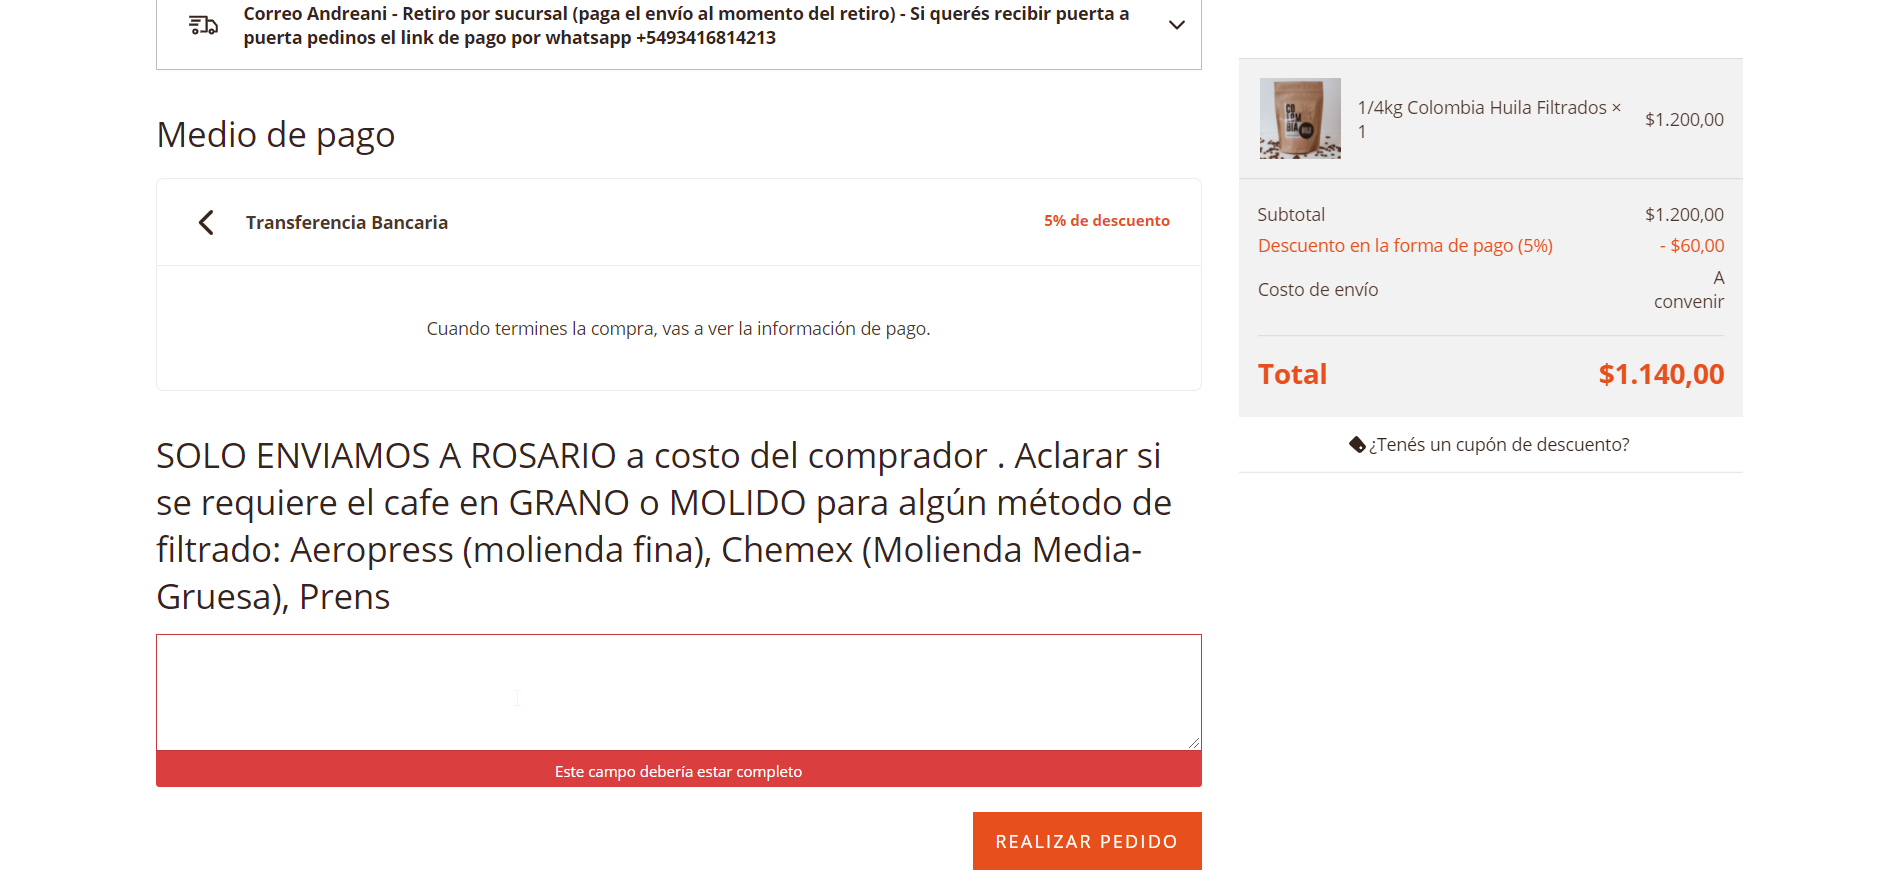 Correo Andreani - Retiro por sucursal (paga el envío al momento del retiro) - Si querés recibir puerta a
puerta pedinos el link de pago por whatsapp +5493416814213
Medio de pago
Transferencia Bancaria
5% de descuento
Cuando termines la compra, vas a ver la información de pago.
SOLO ENVIAMOS A ROSARIO a costo del comprador . Aclarar si
se requiere el cafe en GRANO o MOLIDO para algún método de
filtrado: Aeropress (molienda fina), Chemex (Molienda Media-
Gruesa), Prens
Este campo debería estar completo
REALIZAR PEDIDO
COLOMBIA
1/4kg Colombia Huila Filtrados ×
1
$1.200,00
Subtotal
$1.200,00
Descuento en la forma de pago (5%)
- $60,00
Costo de envío
A
convenir
Total
$1.140,00
¿Tenés un cupón de descuento?